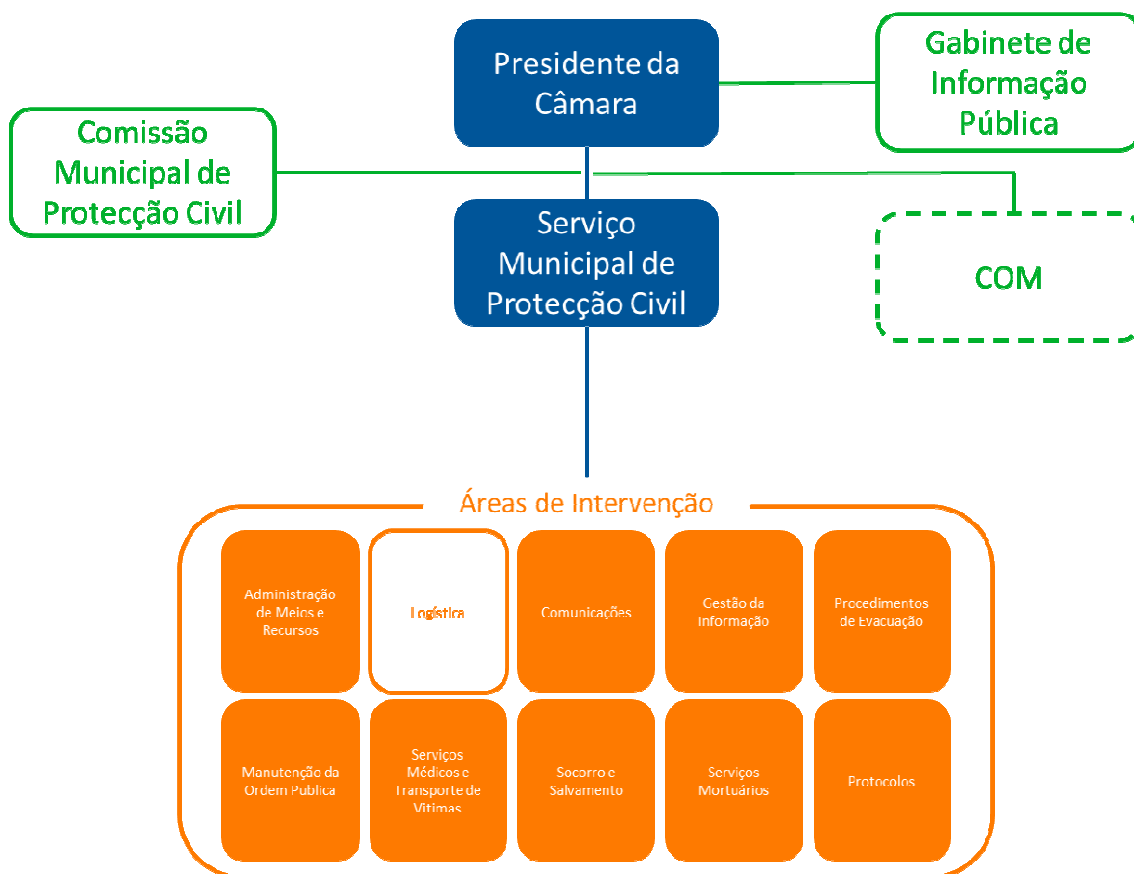 Presidente da
Câmara
Gabinete de
Informação
Pública
Comissão
Municipal de
Protecção Civil
Serviço
Municipal de
Protecção Civil
COM
Áreas de Intervenção
Administração
de Meios e
Recursos
Logística
Comunicações
Gestão da
Informação
Procedimentos
de Evacuação
Manutenção da
Ordem Publica
Serviços
Médicos e
Transporte de
Vitimas
Socorro e
Salvamento
Serviços
Mortuários
Protocolos